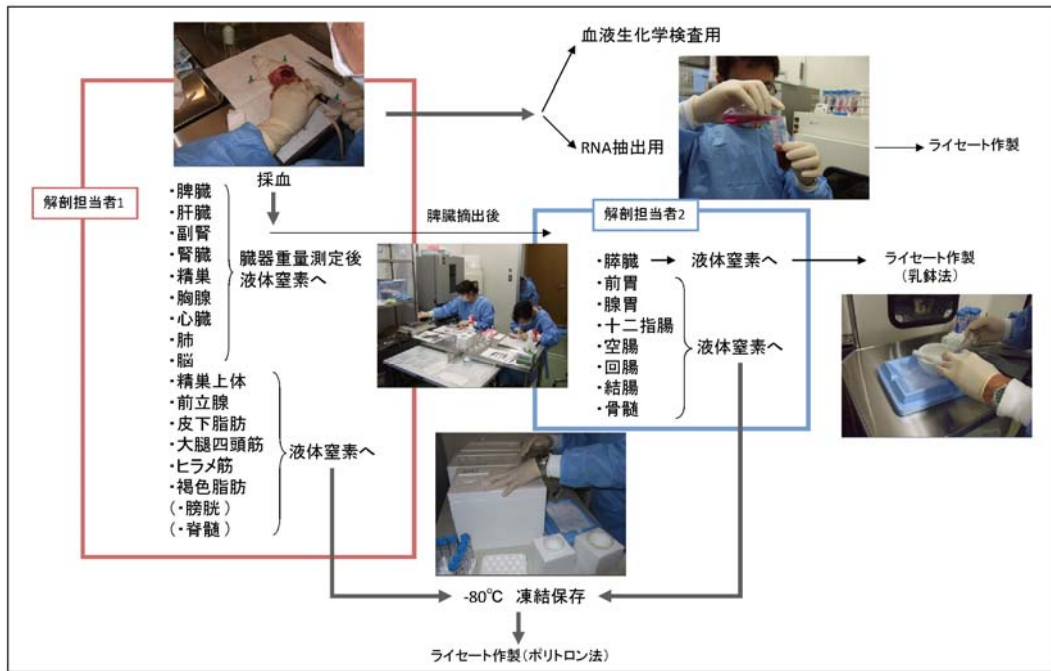 血液生化学検査用
RNA抽出用
ライセート作製
採血
解剖担当者1
・脾臓
・肝臓
・副腎
・腎臓
・精巣
・胸腺
・心臓
・肺
・脳
臓器重量測定後
液体窒素へ
・精巣上体
・前立腺
・皮下脂肪
・大腿四頭筋
・ヒラメ筋
・褐色脂肪
(・膀胱)
(・脊髄)
液体窒素へ
脾臓摘出後
解剖担当者2
・膵臓
液体窒素へ
ライセート作製
(乳鉢法)
・前胃
・腺胃
・十二指腸
・空腸
・回腸
・結腸
・骨髄
液体窒素へ
-80℃ 凍結保存
ライセート作製(ポリトロン法)